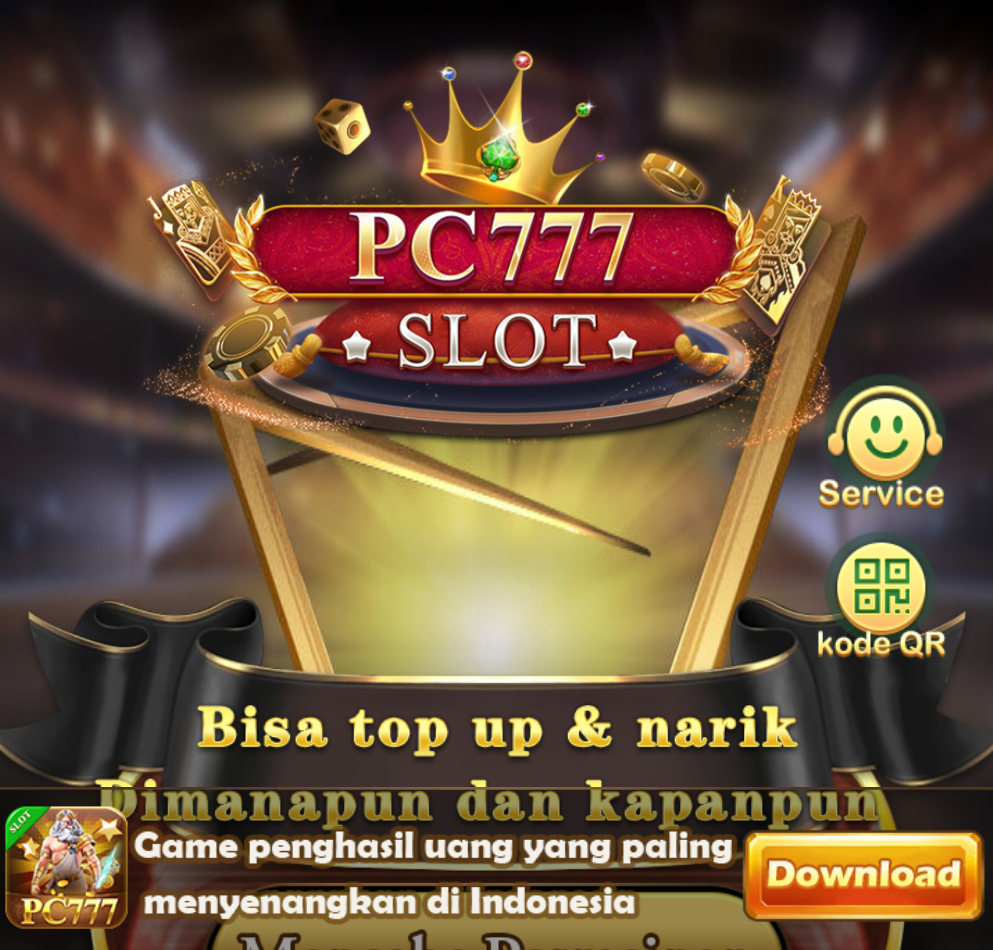 PC777
SLOT
Service
kode QR
Bisa top up & narik
Dimanapun dan kapanpun
SLOT
PC777
Game penghasil uang yang paling
menyenangkan di Indonesia
Download